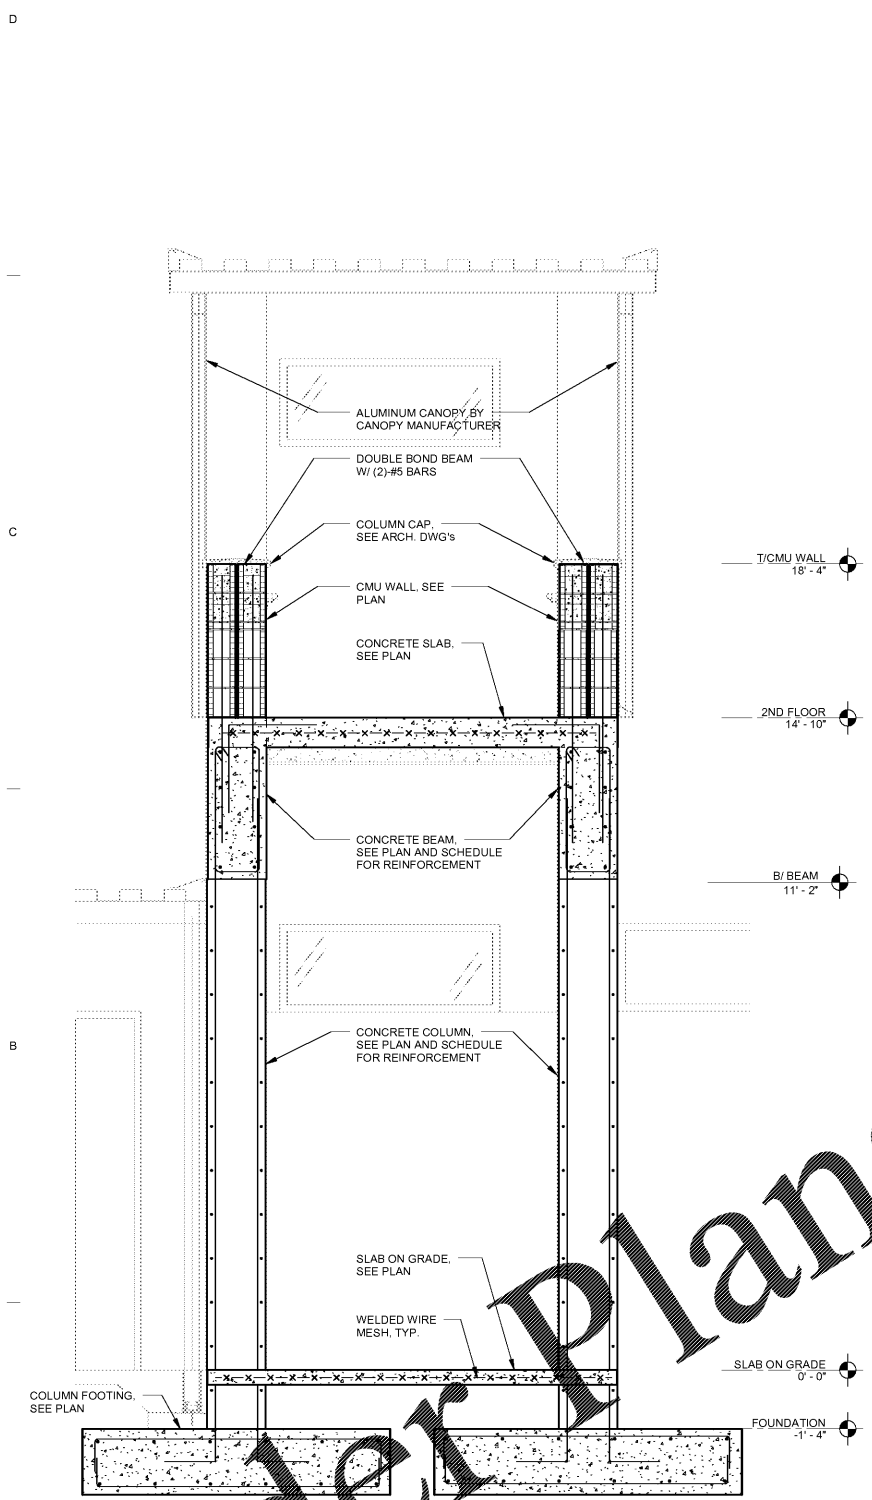 D
ALUMINUM CANOPY BY
CANOPY MANUFACTURER
DOUBLE BOND BEAM
W/ (2)-#5 BARS
C
COLUMN CAP,
SEE ARCH. DWG's
T/CMU WALL
18' - 4"
CMU WALL, SEE
PLAN
CONCRETE SLAB,
SEE PLAN
2ND FLOOR
14' - 10"
CONCRETE BEAM,
SEE PLAN AND SCHEDULE
FOR REINFORCEMENT
B/ BEAM
11' - 2"
CONCRETE COLUMN,
SEE PLAN AND SCHEDULE
FOR REINFORCEMENT
B
SLAB ON GRADE,
SEE PLAN
WELDED WIRE
MESH, TYP.
SLAB ON GRADE
0' - 0"
COLUMN FOOTING,
SEE PLAN
FOUNDATION
-1' - 4"